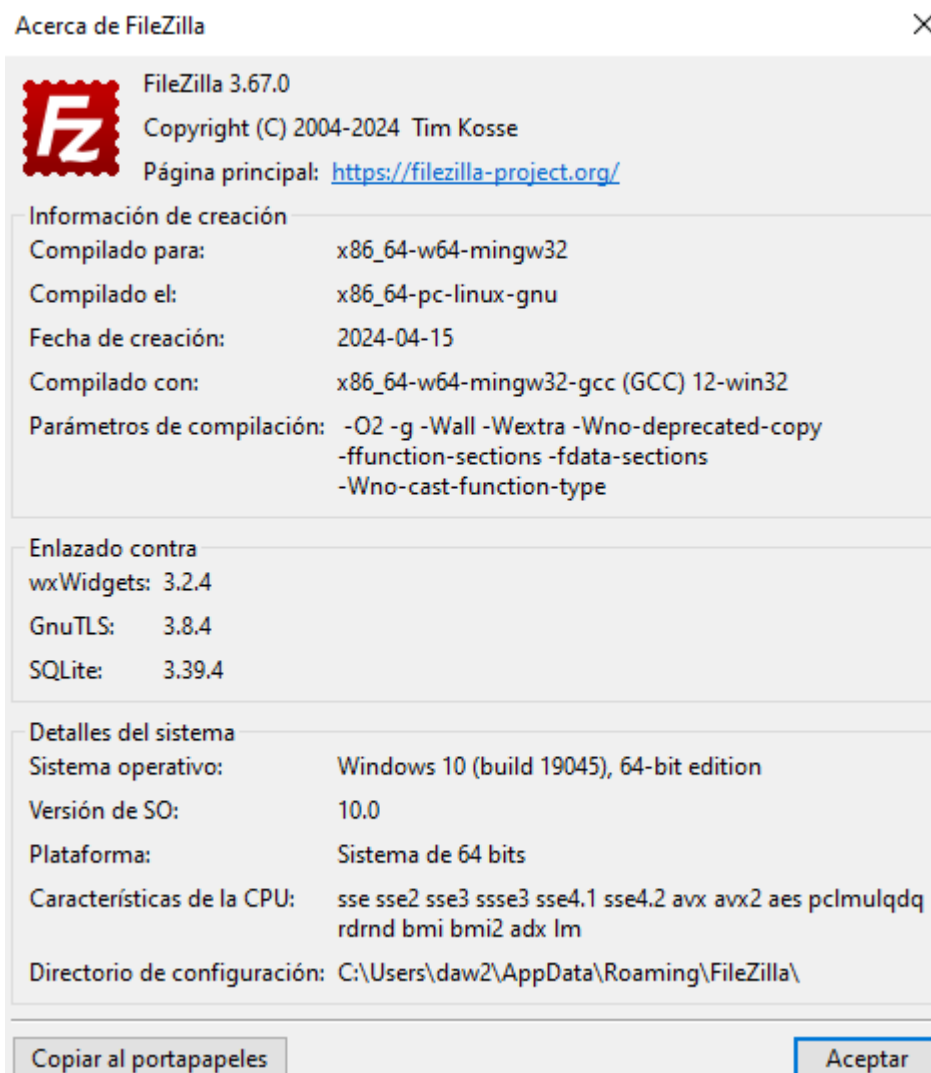 Acerca de FileZilla
FileZilla 3.67.0
Copyright (C) 2004-2024 Tim Kosse
Página principal: https://filezilla-project.org/
Información de creación
Compilado para: x86_64-w64-mingw32
Compilado el: x86_64-pc-linux-gnu
Fecha de creación: 2024-04-15
Compilado con: x86_64-w64-mingw32-gcc (GCC) 12-win32
Parámetros de compilación: -O2 -g -Wall -Wextra -Wno-deprecated-copy
-ffunction-sections -fdata-sections
-Wno-cast-function-type
Enlazado contra
wxWidgets: 3.2.4
GnuTLS: 3.8.4
SQLite: 3.39.4
Detalles del sistema
Sistema operativo: Windows 10 (build 19045), 64-bit edition
Versión de SO: 10.0
Plataforma: Sistema de 64 bits
Características de la CPU: sse sse2 sse3 ssse3 sse4.1 sse4.2 avx avx2 aes pclmulqdq
rdrnd bmi bmi2 adx lm
Directorio de configuración: C:\Users\daw2\AppData\Roaming\FileZilla\
Copiar al portapapeles
Aceptar